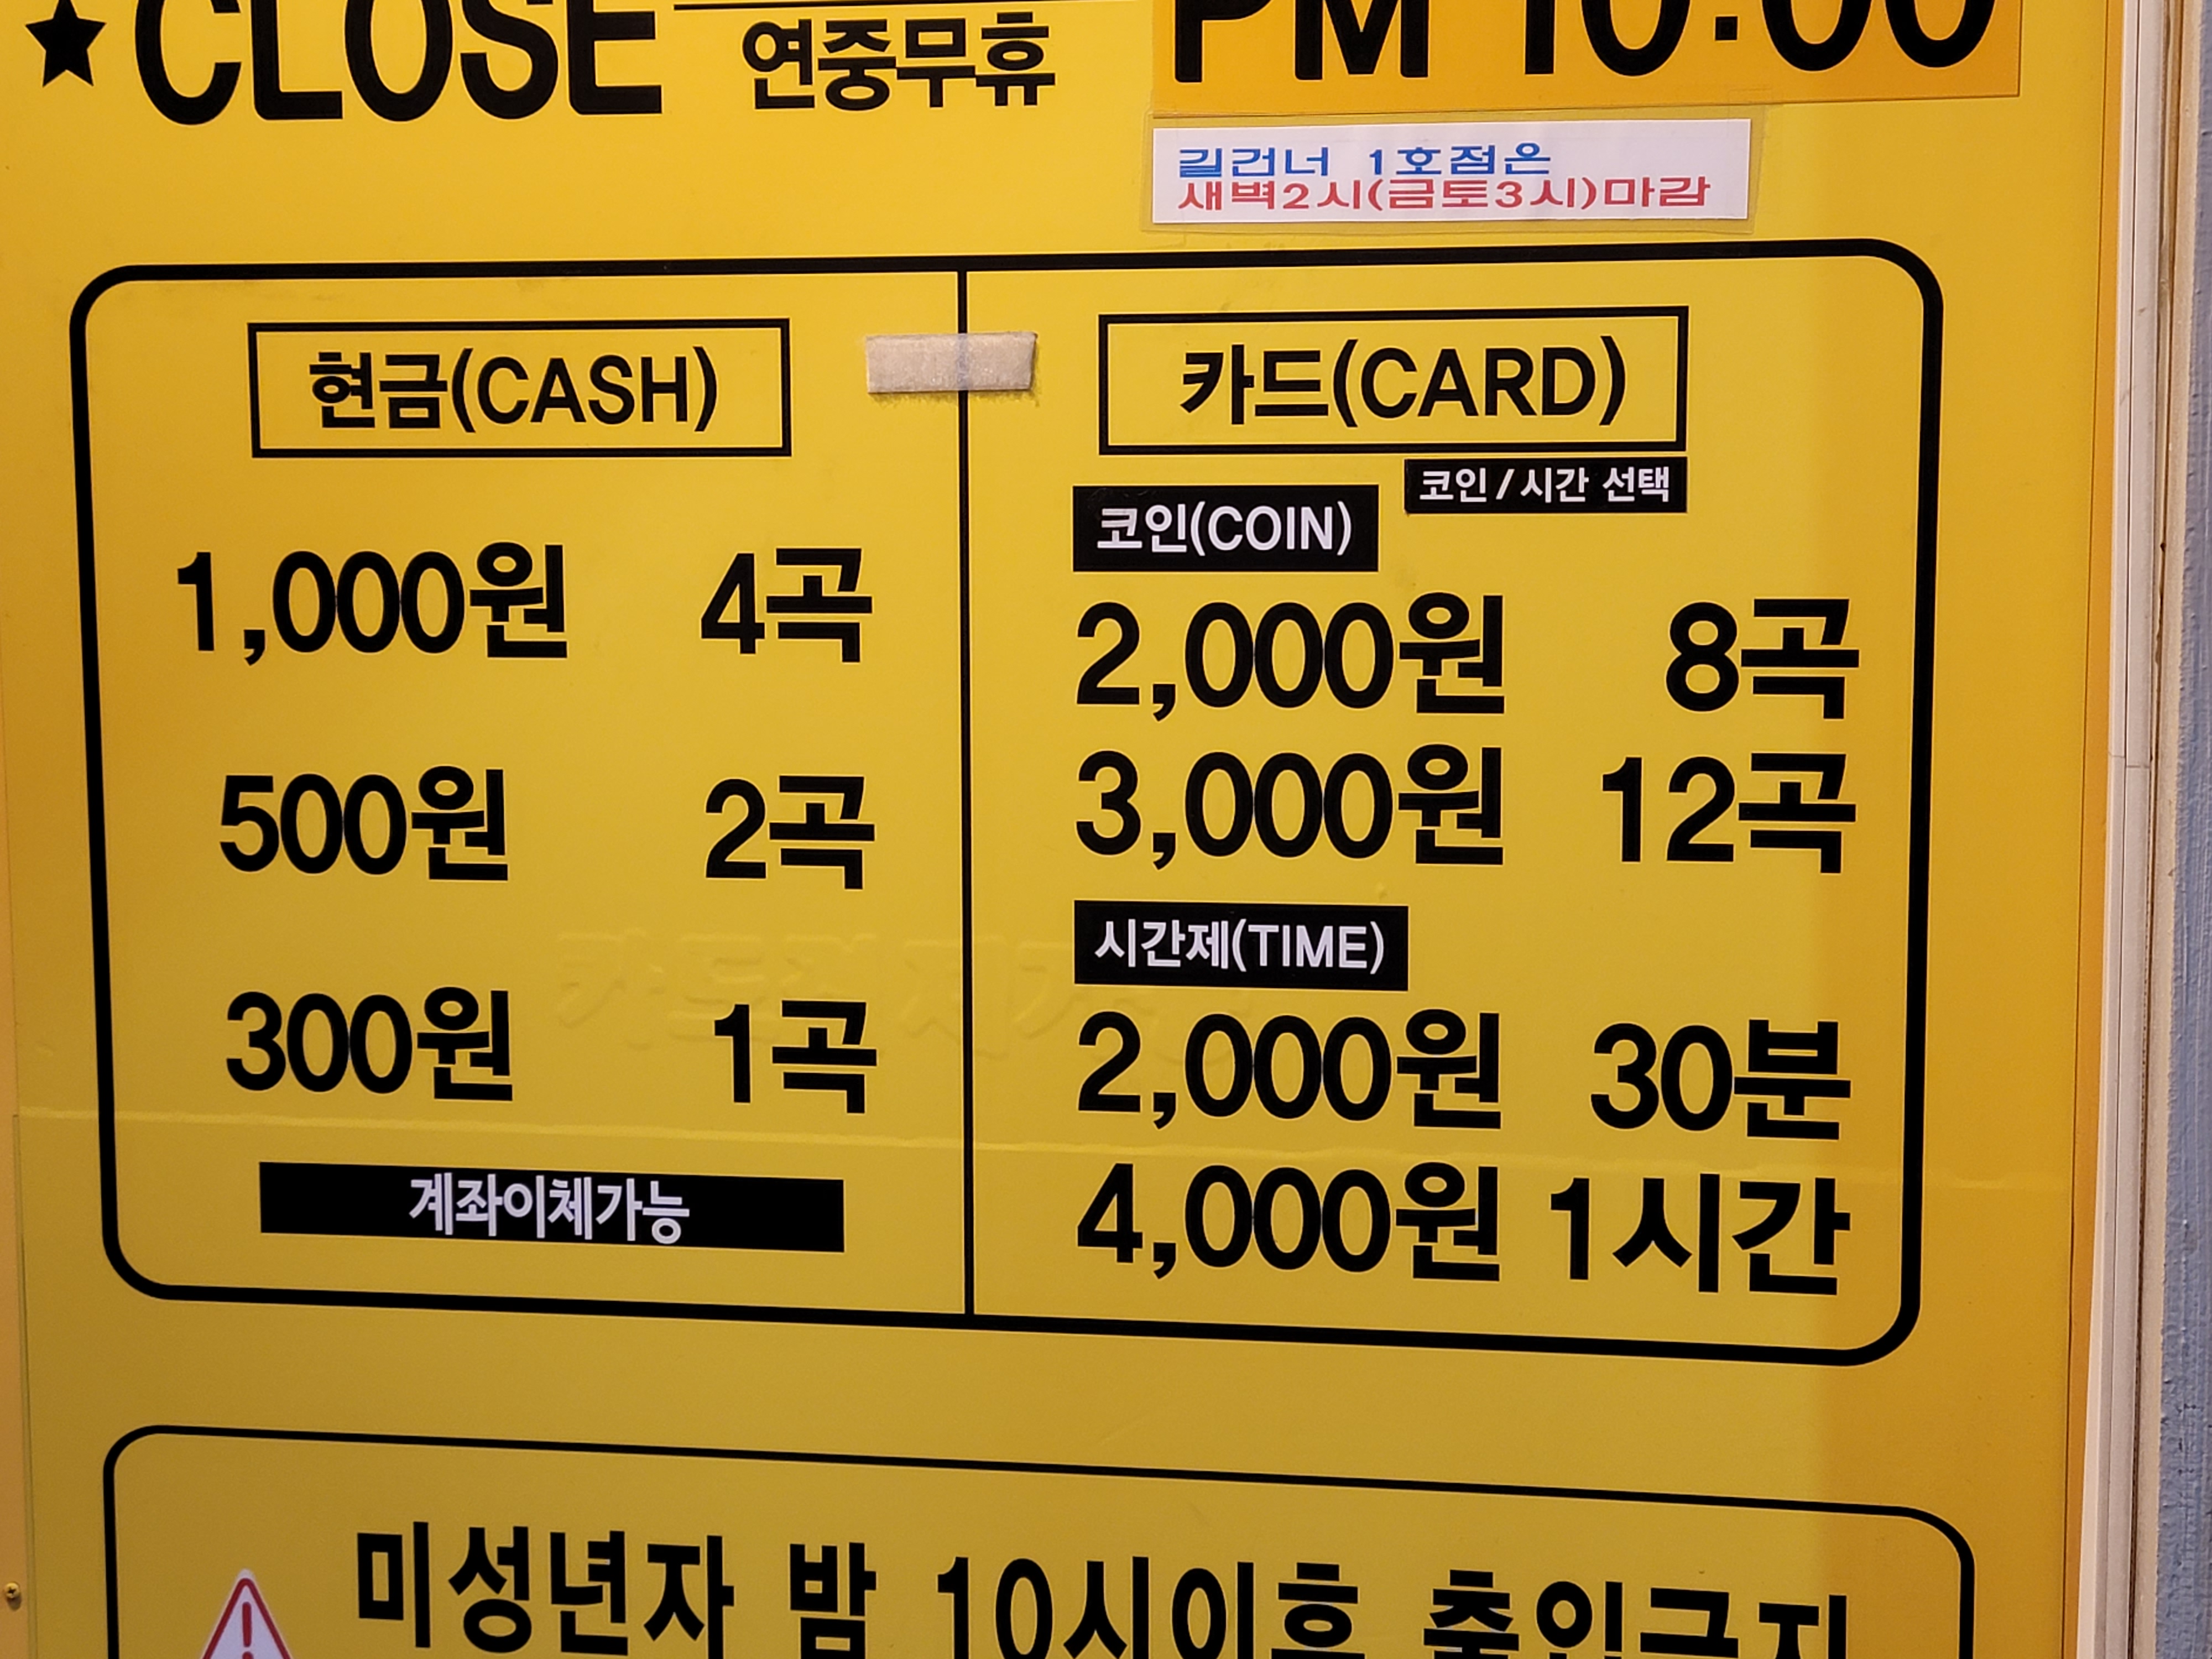 ★CLOSE 연중무휴 PM 10:00
길건너 1호점은
새벽2시(금토3시)마감
현금(CASH)
1,000원 4곡
500원 2곡
300원 1곡
계좌이체가능
카드(CARD)
코인/시간 선택
코인(COIN)
2,000원 8곡
3,000원 12곡
시간제(TIME)
2,000원 30분
4,000원 1시간
미성년자 밤 10시이후 출입금지